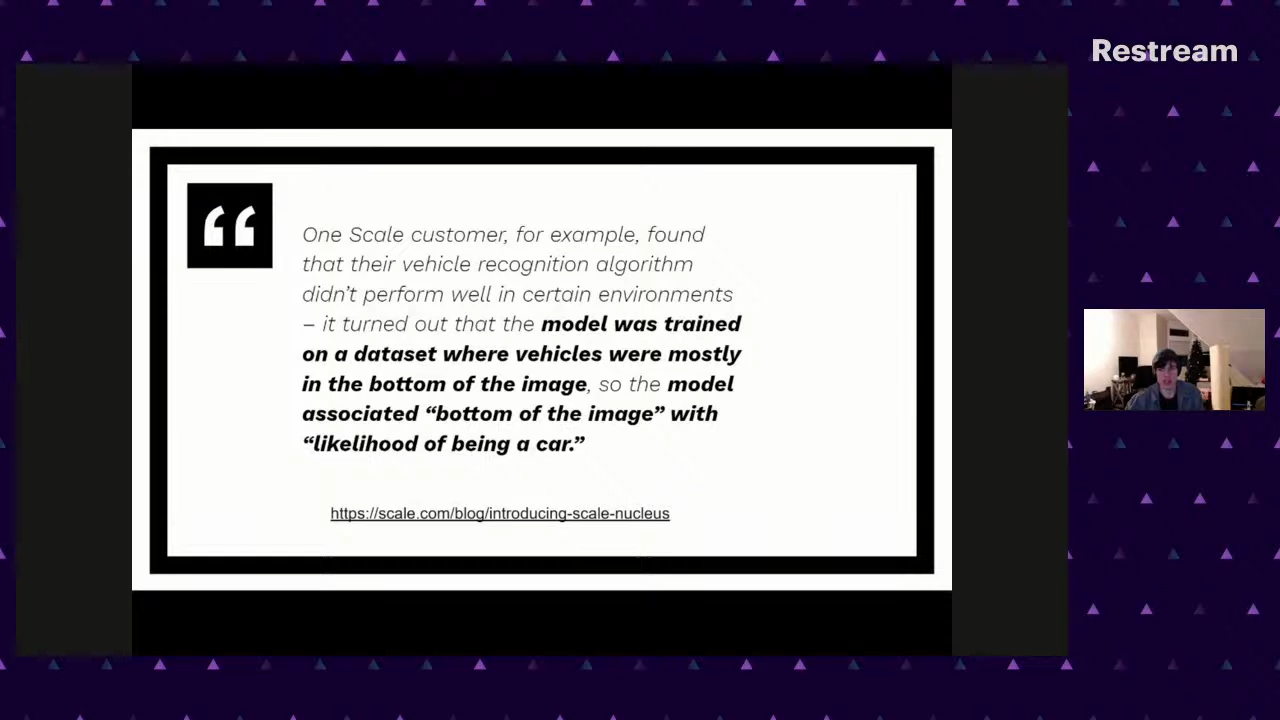 Restream
“
One Scale customer, for example, found
that their vehicle recognition algorithm
didn’t perform well in certain environments
– it turned out that the model was trained
on a dataset where vehicles were mostly
in the bottom of the image, so the model
associated “bottom of the image” with
“likelihood of being a car.”
https://scale.com/blog/introducing-scale-nucleus